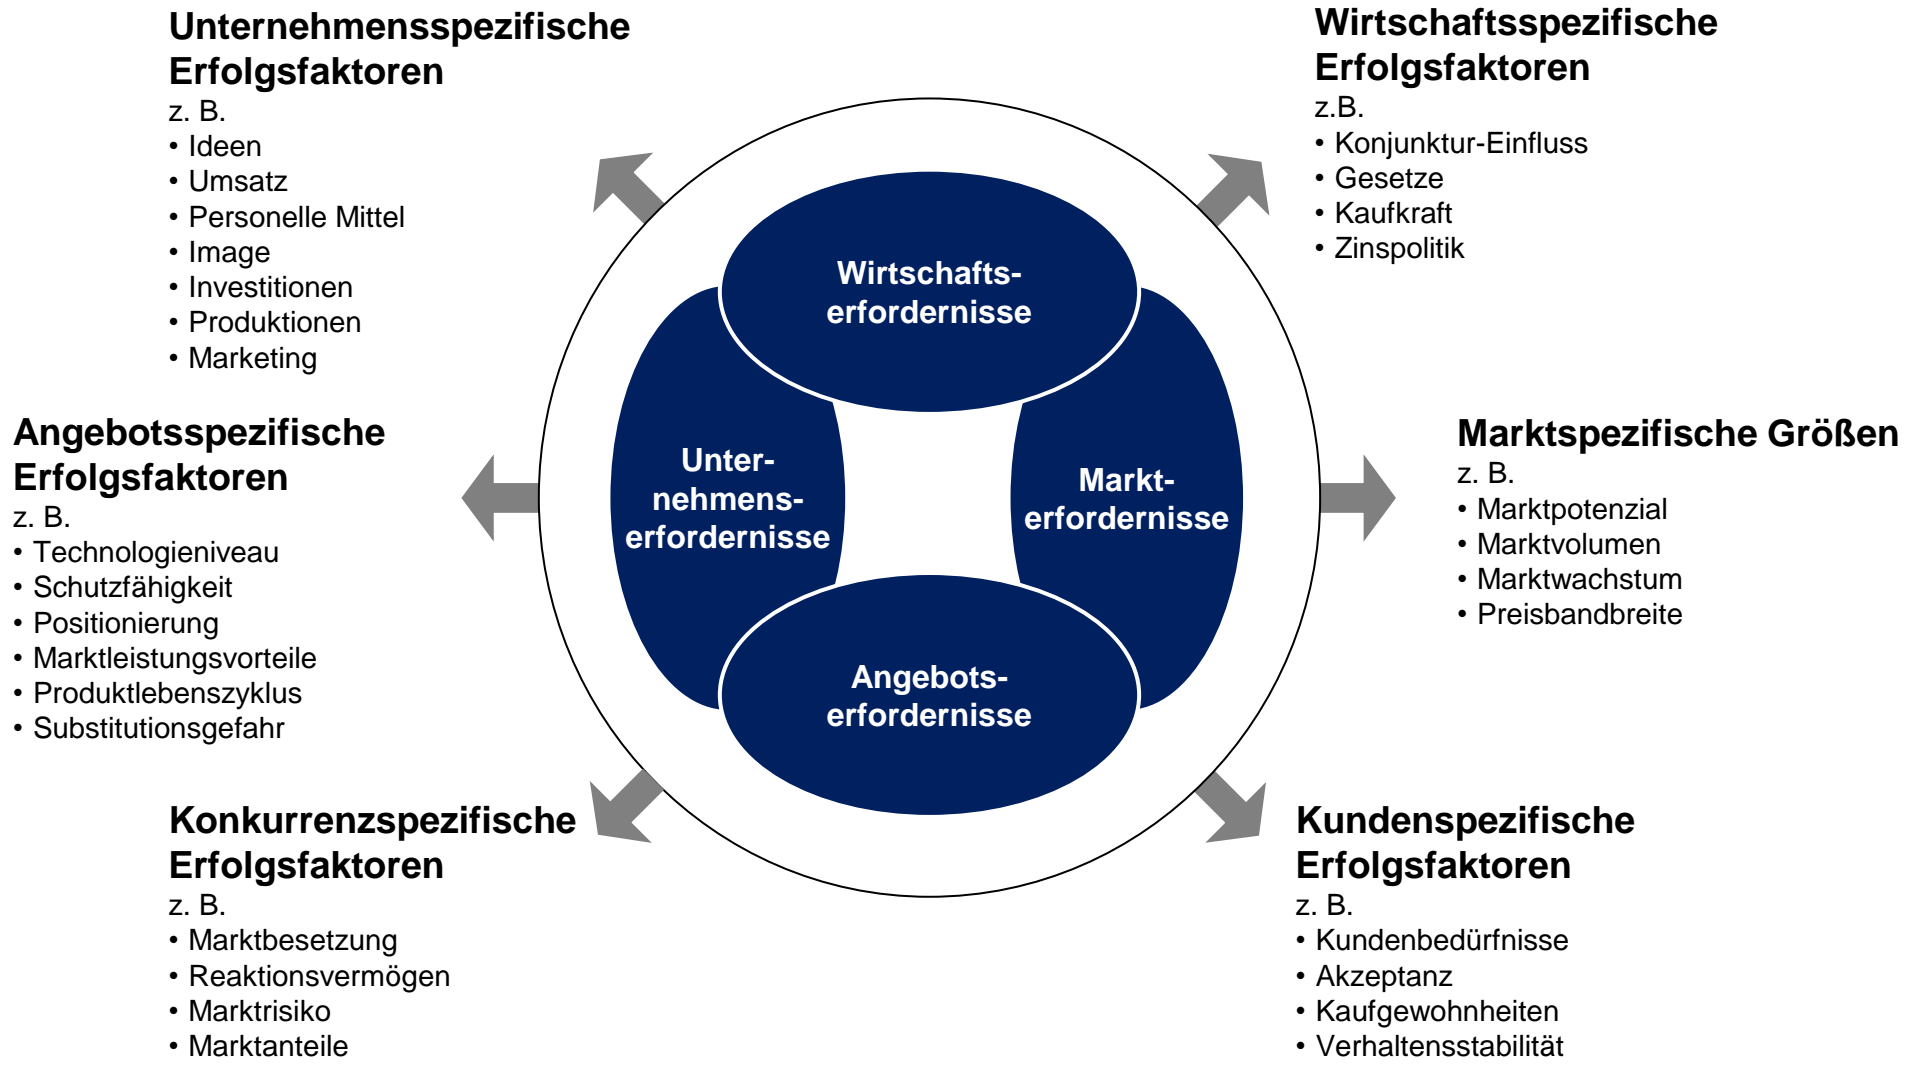 Unternehmensspezifische
Erfolgsfaktoren
z. B.
• Ideen
• Umsatz
• Personelle Mittel
• Image
• Investitionen
• Produktionen
• Marketing
Wirtschaftsspezifische
Erfolgsfaktoren
z.B.
• Konjunktur-Einfluss
• Gesetze
• Kaufkraft
• Zinspolitik
Wirtschafts-
erfordernisse
Unter-
nehmens-
erfordernisse
Markt-
erfordernisse
Angebots-
erfordernisse
Angebotsspezifische
Erfolgsfaktoren
z. B.
• Technologieniveau
• Schutzfähigkeit
• Positionierung
• Marktleistungsvorteile
• Produktlebenszyklus
• Substitutionsgefahr
Marktspezifische Größen
z. B.
• Marktpotenzial
• Marktvolumen
• Marktwachstum
• Preisbandbreite
Konkurrenzspezifische
Erfolgsfaktoren
z. B.
• Marktbesetzung
• Reaktionsvermögen
• Marktrisiko
• Marktanteile
Kundenspezifische
Erfolgsfaktoren
z. B.
• Kundenbedürfnisse
• Akzeptanz
• Kaufgewohnheiten
• Verhaltensstabilität